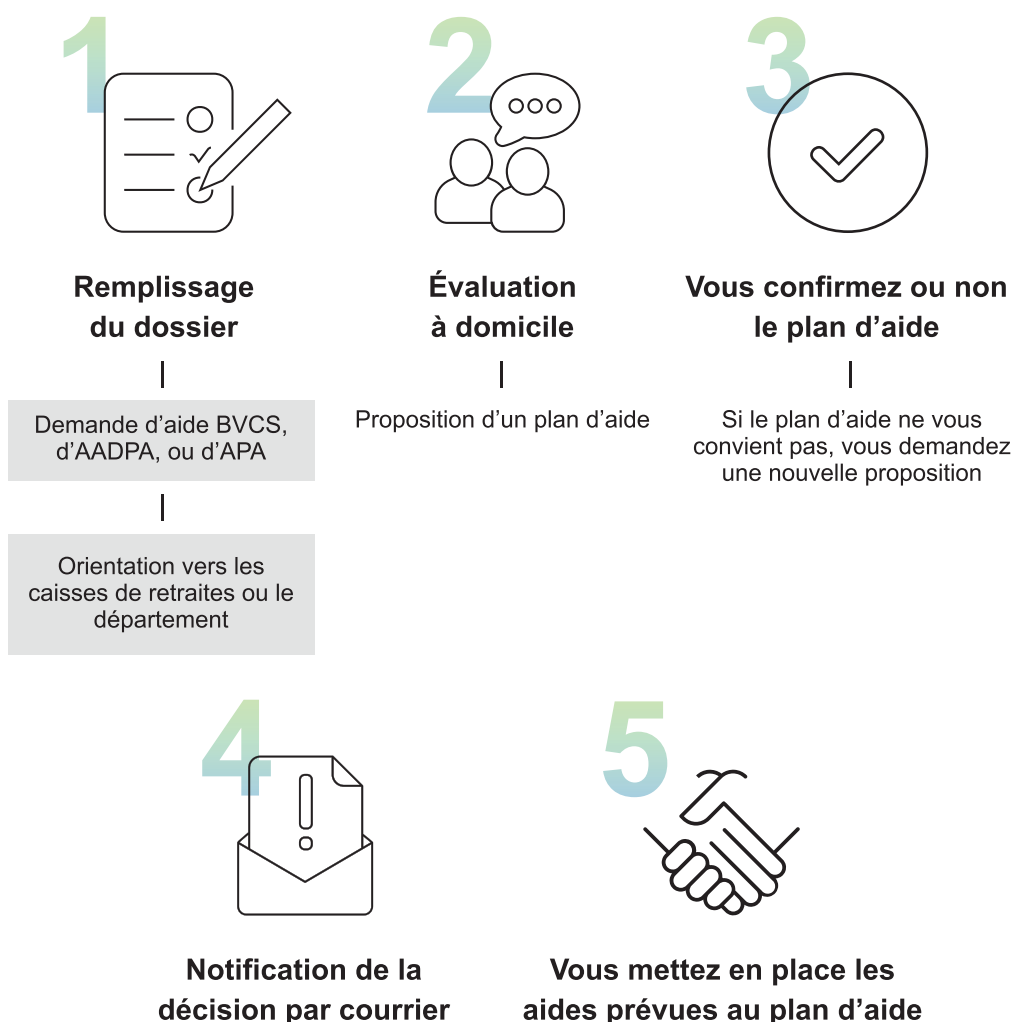 1
Remplissage
du dossier
Demande d’aide BVCS,
d’AADPA, ou d’APA
Orientation vers les
caisses de retraites ou le
département
2
Évaluation
à domicile
Proposition d’un plan d’aide
3
Vous confirmez ou non
le plan d’aide
Si le plan d’aide ne vous
convient pas, vous demandez
une nouvelle proposition
4
Notification de la
décision par courrier
5
Vous mettez en place les
aides prévues au plan d’aide